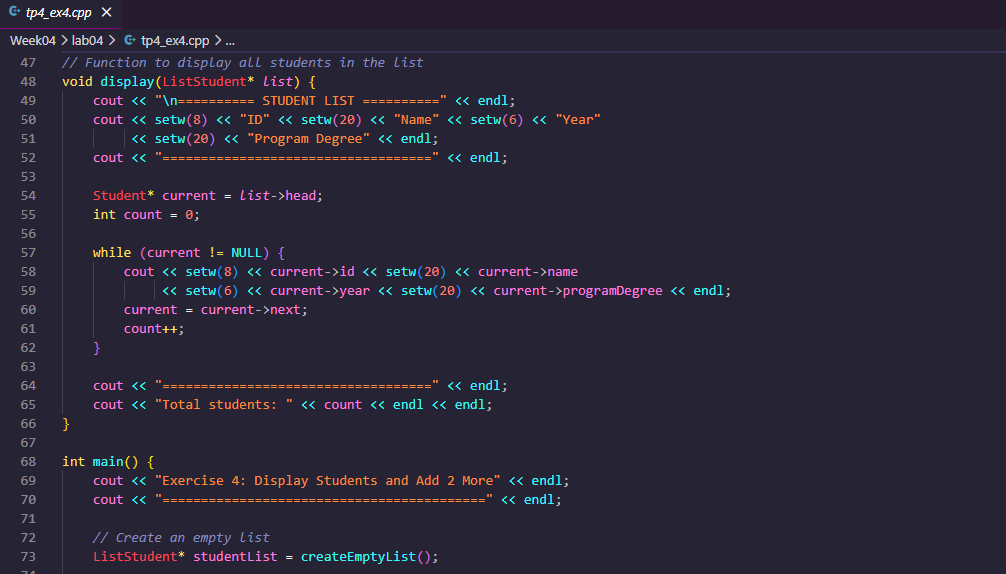 tp4_ex4.cpp
Week04 > lab04 > tp4_ex4.cpp > ...
47 // Function to display all students in the list
48 void display(ListStudent* list) {
49     cout << "\n========== STUDENT LIST ==========" << endl;
50     cout << setw(8) << "ID" << setw(20) << "Name" << setw(6) << "Year"
51          << setw(20) << "Program Degree" << endl;
52     cout << "===================================" << endl;
53
54     Student* current = list->head;
55     int count = 0;
56
57     while (current != NULL) {
58         cout << setw(8) << current->id << setw(20) << current->name
59              << setw(6) << current->year << setw(20) << current->programDegree << endl;
60         current = current->next;
61         count++;
62     }
63
64     cout << "===================================" << endl;
65     cout << "Total students: " << count << endl << endl;
66 }
67
68 int main() {
69     cout << "Exercise 4: Display Students and Add 2 More" << endl;
70     cout << "==========================================" << endl;
71
72     // Create an empty list
73     ListStudent* studentList = createEmptyList();